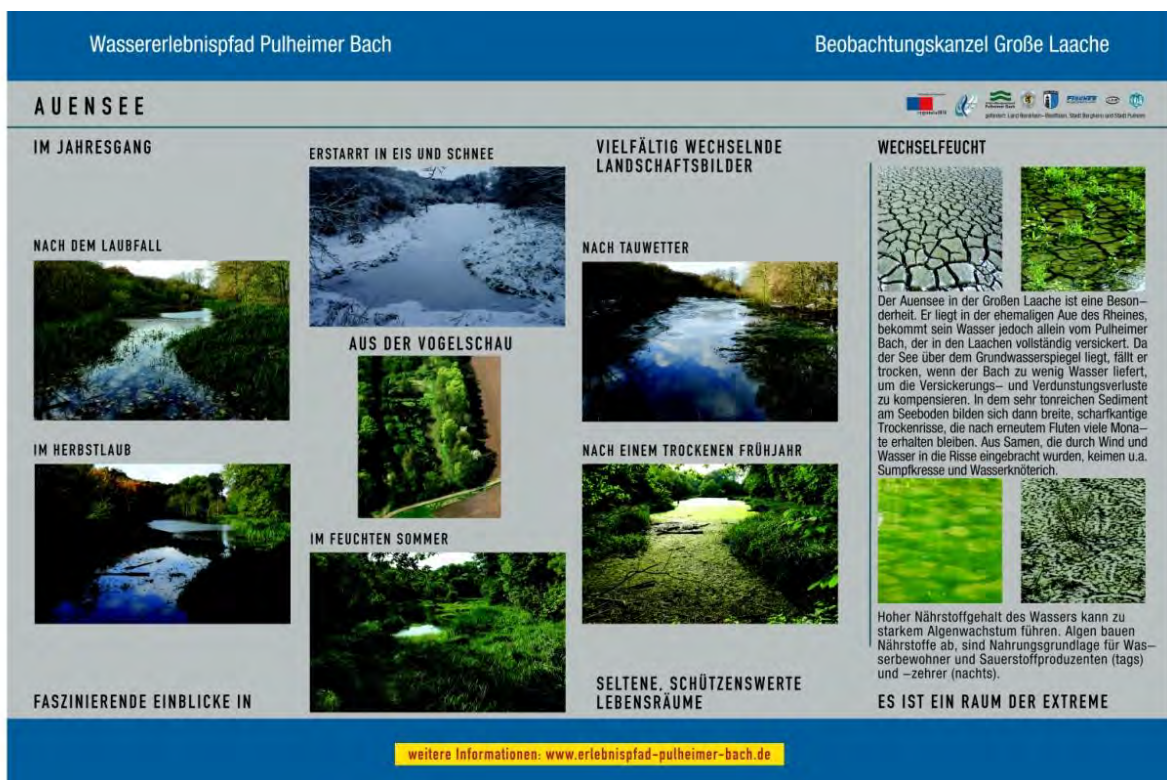 Wassererlebnispfad Pulheimer Bach
Beobachtungskanzel Große Laache
AUENSEE
gefördert: Land Nordrhein-Westfalen, Stadt Bergheim und Stadt Pulheim
IM JAHRESGANG
NACH DEM LAUBFALL
IM HERBSTLAUB
FASZINIERENDE EINBLICKE IN
ERSTARRT IN EIS UND SCHNEE
AUS DER VOGELSCHAU
IM FEUCHTEN SOMMER
VIELFÄLTIG WECHSELNDE
LANDSCHAFTSBILDER
NACH TAUWETTER
NACH EINEM TROCKENEN FRÜHJAHR
SELTENE, SCHÜTZENSWERTE
LEBENSRÄUME
WECHSELFEUCHT
Der Auensee in der Großen Laache ist eine Beson-
derheit. Er liegt in der ehemaligen Aue des Rheines,
bekommt sein Wasser jedoch allein vom Pulheimer
Bach, der in den Laachen vollständig versickert. Da
der See über dem Grundwasserspiegel liegt, fällt er
trocken, wenn der Bach zu wenig Wasser liefert,
um die Versickerungs- und Verdunstungsverluste
zu kompensieren. In dem sehr tonreichen Sediment
am Seeboden bilden sich dann breite, scharfkantige
Trockenrisse, die nach erneutem Fluten viele Mona-
te erhalten bleiben. Aus Samen, die durch Wind und
Wasser in die Risse eingebracht wurden, keimen u.a.
Sumpfkresse und Wasserknöterich.
Hoher Nährstoffgehalt des Wassers kann zu
starkem Algenwachstum führen. Algen bauen
Nährstoffe ab, sind Nahrungsgrundlage für Was-
serbewohner und Sauerstoffproduzenten (tags)
und -zehrer (nachts).
ES IST EIN RAUM DER EXTREME
weitere Informationen: www.erlebnispfad-pulheimer-bach.de